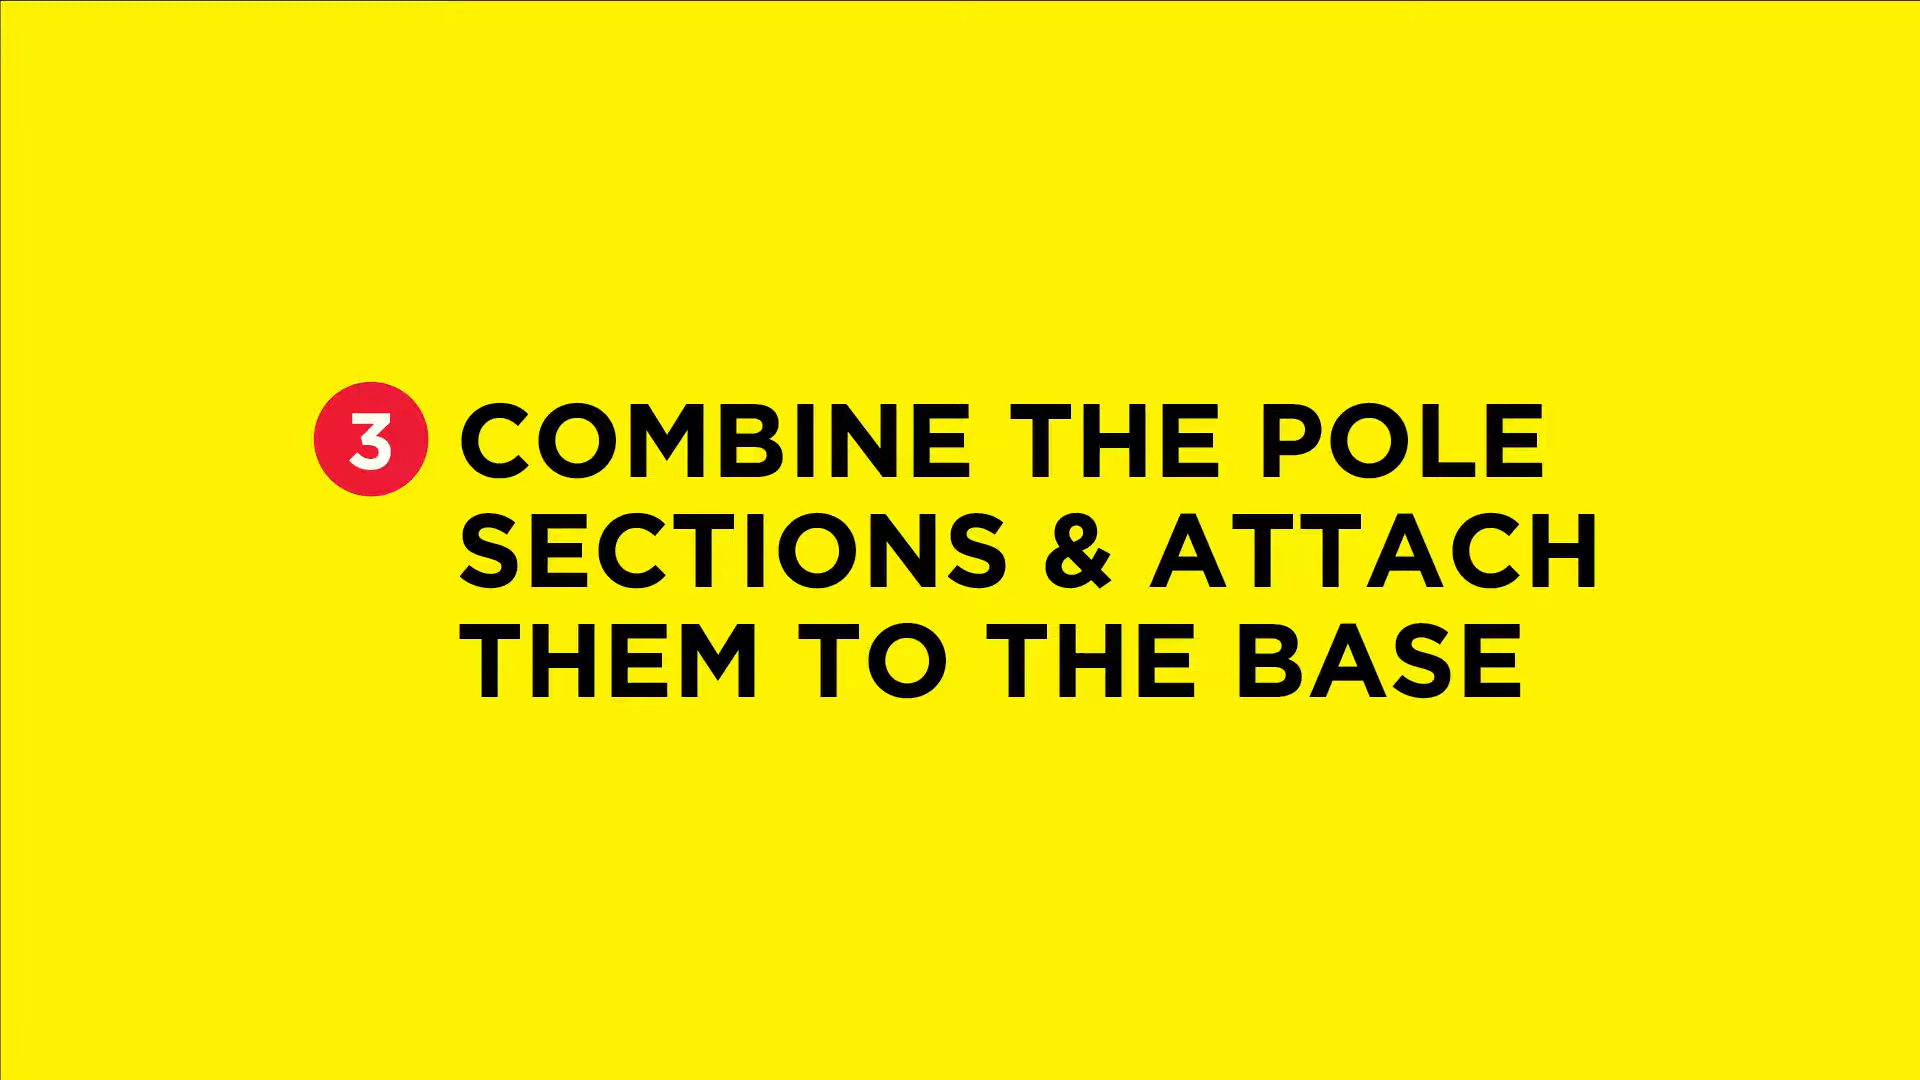 3 COMBINE THE POLE
SECTIONS & ATTACH
THEM TO THE BASE